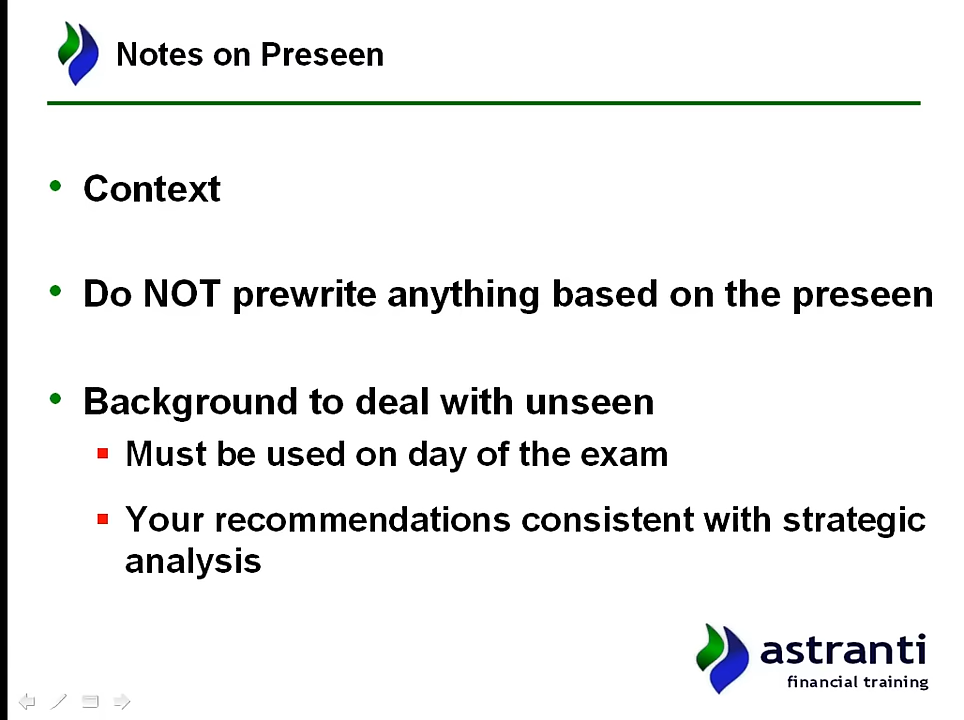 Notes on Preseen
Context
Do NOT prewrite anything based on the preseen
Background to deal with unseen
Must be used on day of the exam
Your recommendations consistent with strategic
analysis
astranti
financial training